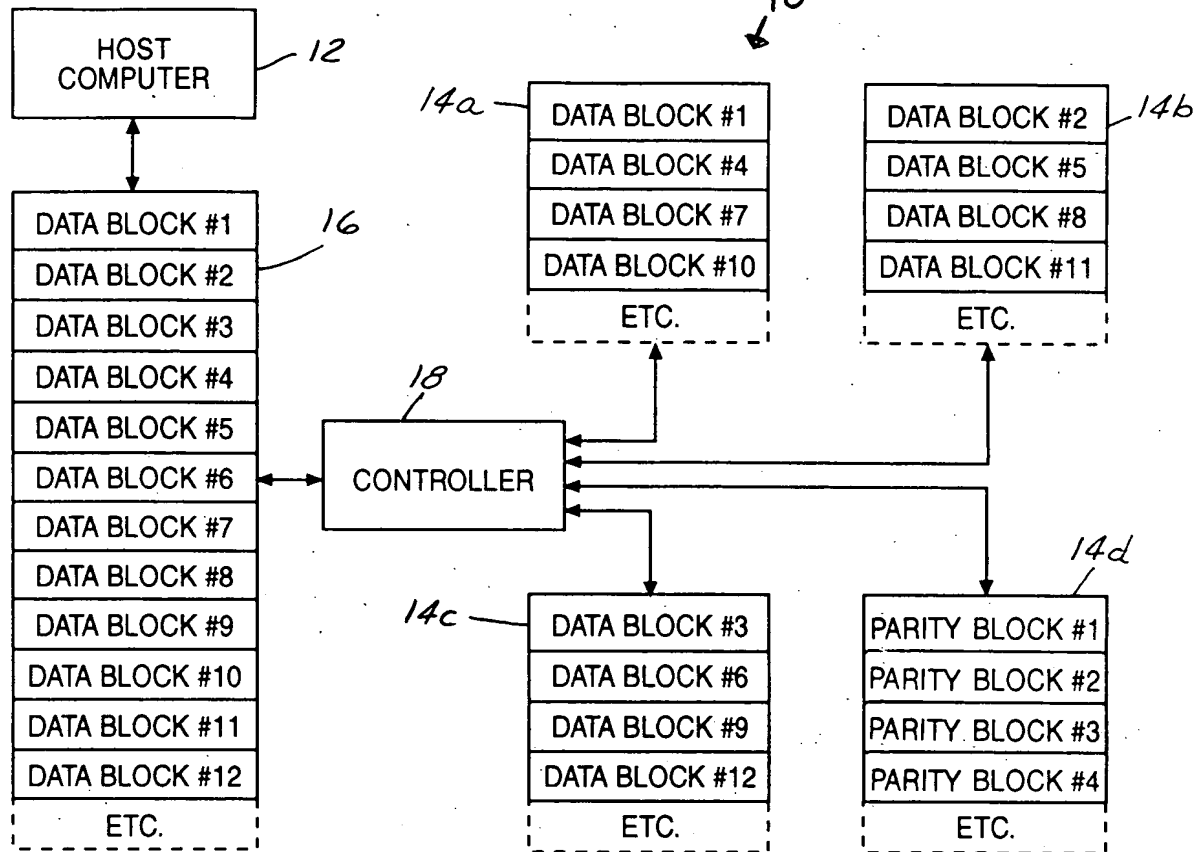 10
HOST
COMPUTER
12
DATA BLOCK #1
DATA BLOCK #2
DATA BLOCK #3
DATA BLOCK #4
DATA BLOCK #5
DATA BLOCK #6
DATA BLOCK #7
DATA BLOCK #8
DATA BLOCK #9
DATA BLOCK #10
DATA BLOCK #11
DATA BLOCK #12
ETC.
16
18
CONTROLLER
14a
DATA BLOCK #1
DATA BLOCK #4
DATA BLOCK #7
DATA BLOCK #10
ETC.
14b
DATA BLOCK #2
DATA BLOCK #5
DATA BLOCK #8
DATA BLOCK #11
ETC.
14c
DATA BLOCK #3
DATA BLOCK #6
DATA BLOCK #9
DATA BLOCK #12
ETC.
14d
PARITY BLOCK #1
PARITY BLOCK #2
PARITY BLOCK #3
PARITY BLOCK #4
ETC.